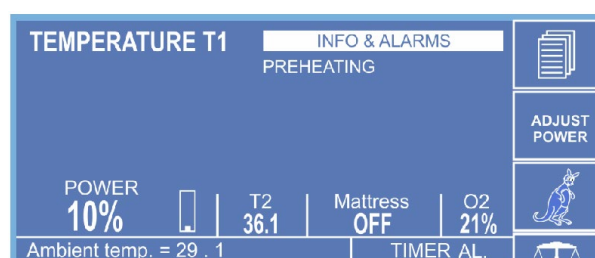 TEMPERATURE T1
INFO & ALARMS
PREHEATING
ADJUST
POWER
POWER
10%
T2
36.1
Mattress
OFF
O2
21%
Ambient temp. = 29 . 1
TIMER AL.